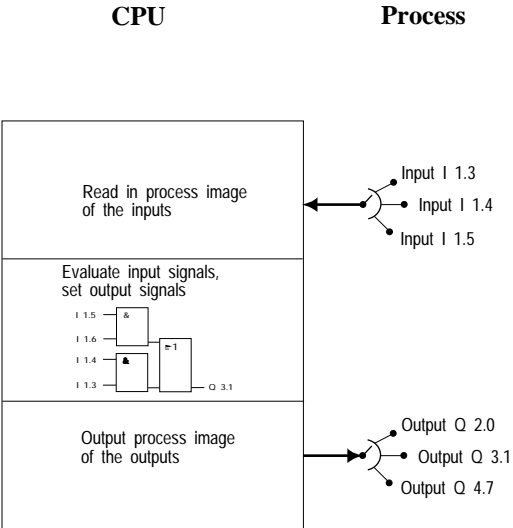 CPU
Process
Read in process image
of the inputs
Input I 1.3
Input I 1.4
Input I 1.5
Evaluate input signals,
set output signals
I 1.5
&
I 1.6
≥1
I 1.4
&
I 1.3
Q 3.1
Output process image
of the outputs
Output Q 2.0
Output Q 3.1
Output Q 4.7